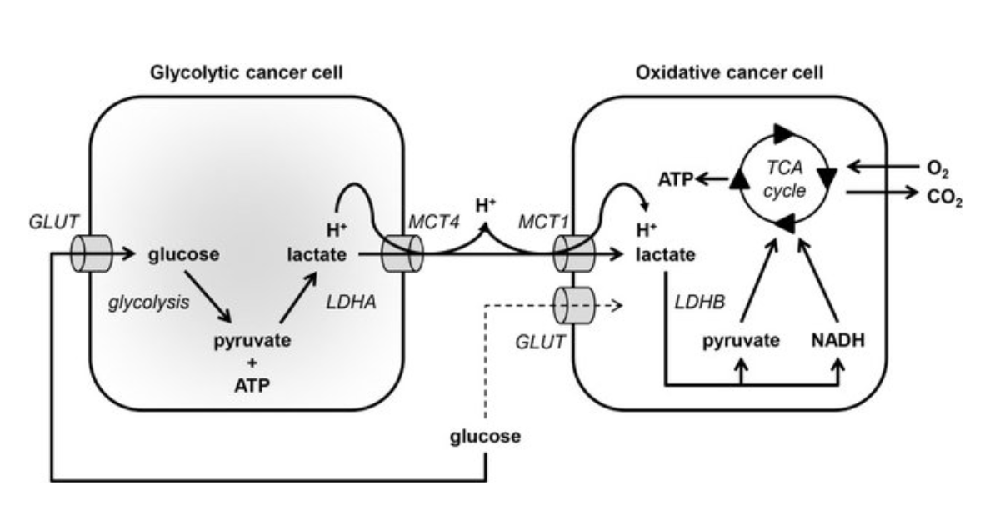 Glycolytic cancer cell
Oxidative cancer cell
GLUT
glucose
glycolysis
pyruvate
+
ATP
H⁺
lactate
LDHA
MCT4
H⁺
MCT1
GLUT
glucose
H⁺
lactate
LDHB
ATP
TCA
cycle
pyruvate
NADH
O₂
CO₂